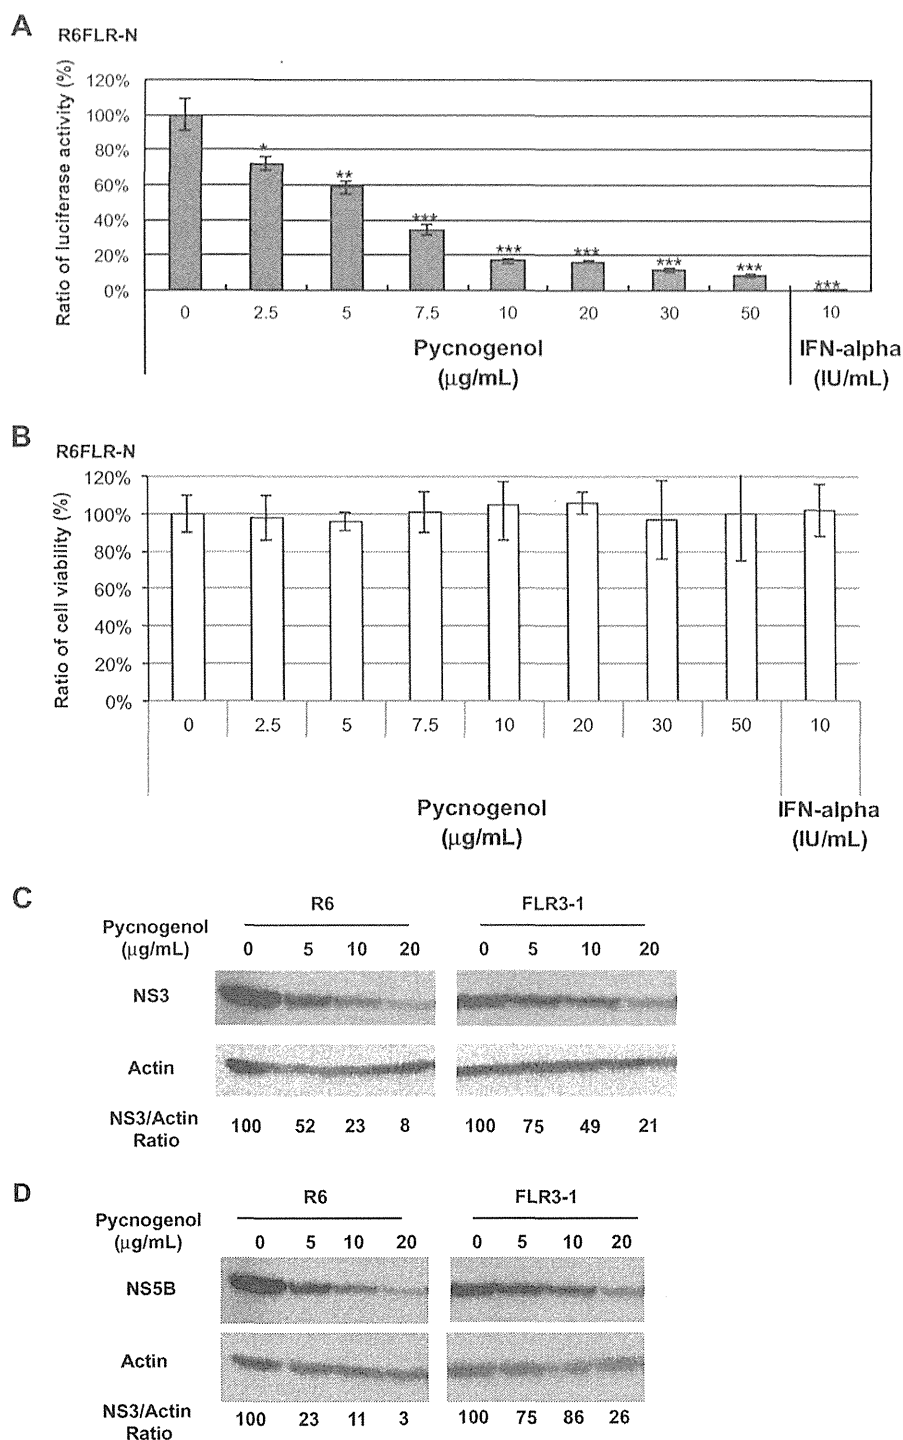 A
R6FLR-N
Ratio of luciferase activity (%)
120%
100%
80%
60%
40%
20%
0%
*
**
***
***
***
***
***
***
0 2.5 5 7.5 10 20 30 50 10
Pycnogenol
(μg/mL)
IFN-alpha
(IU/mL)
B
R6FLR-N
Ratio of cell viability (%)
120%
100%
80%
60%
40%
20%
0%
0 2.5 5 7.5 10 20 30 50 10
Pycnogenol
(μg/mL)
IFN-alpha
(IU/mL)
C
R6 FLR3-1
Pycnogenol
(μg/mL) 0 5 10 20 0 5 10 20
NS3
Actin
NS3/Actin
Ratio
100 52 23 8 100 75 49 21
D
R6 FLR3-1
Pycnogenol
(μg/mL) 0 5 10 20 0 5 10 20
NS5B
Actin
NS3/Actin
Ratio
100 23 11 3 100 75 86 26